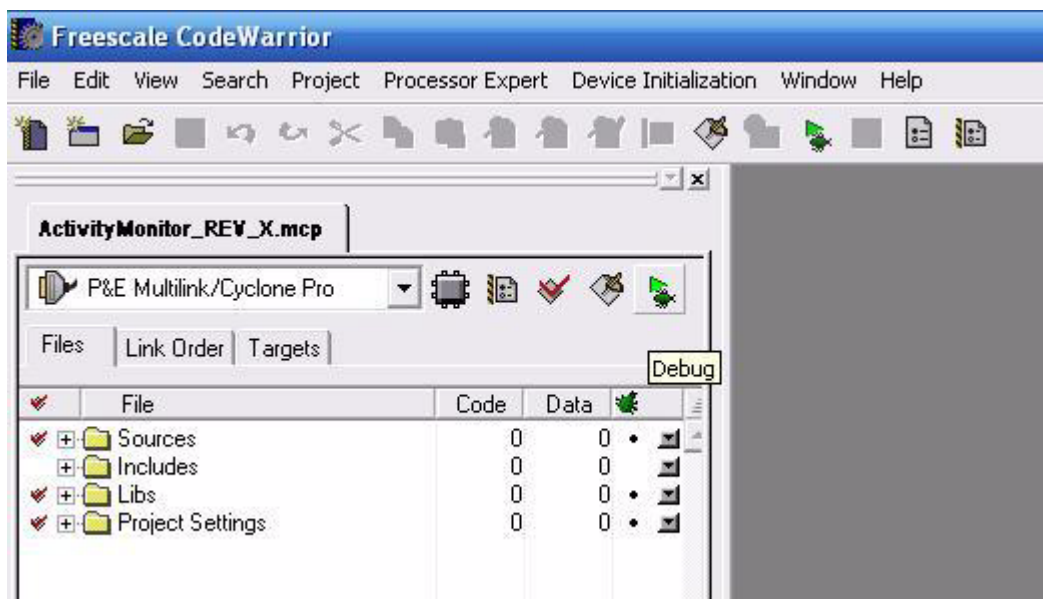 Freescale CodeWarrior
File Edit View Search Project Processor Expert Device Initialization Window Help
ActivityMonitor_REV_X.mcp
P&E Multilink/Cyclone Pro
Files Link Order Targets
Debug
File Code Data
Sources 0 0
Includes 0 0
Libs 0 0
Project Settings 0 0